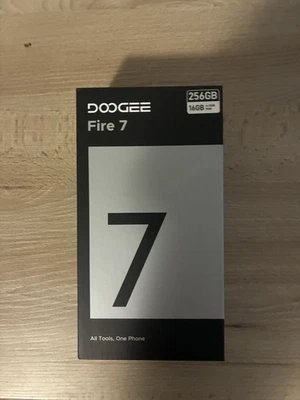 DOOGEE
Fire 7
256GB
16GB
7
All Tools, One Phone